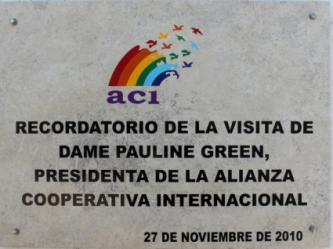 aci
RECORDATORIO DE LA VISITA DE
DAME PAULINE GREEN,
PRESIDENTA DE LA ALIANZA
COOPERATIVA INTERNACIONAL
27 DE NOVIEMBRE DE 2010